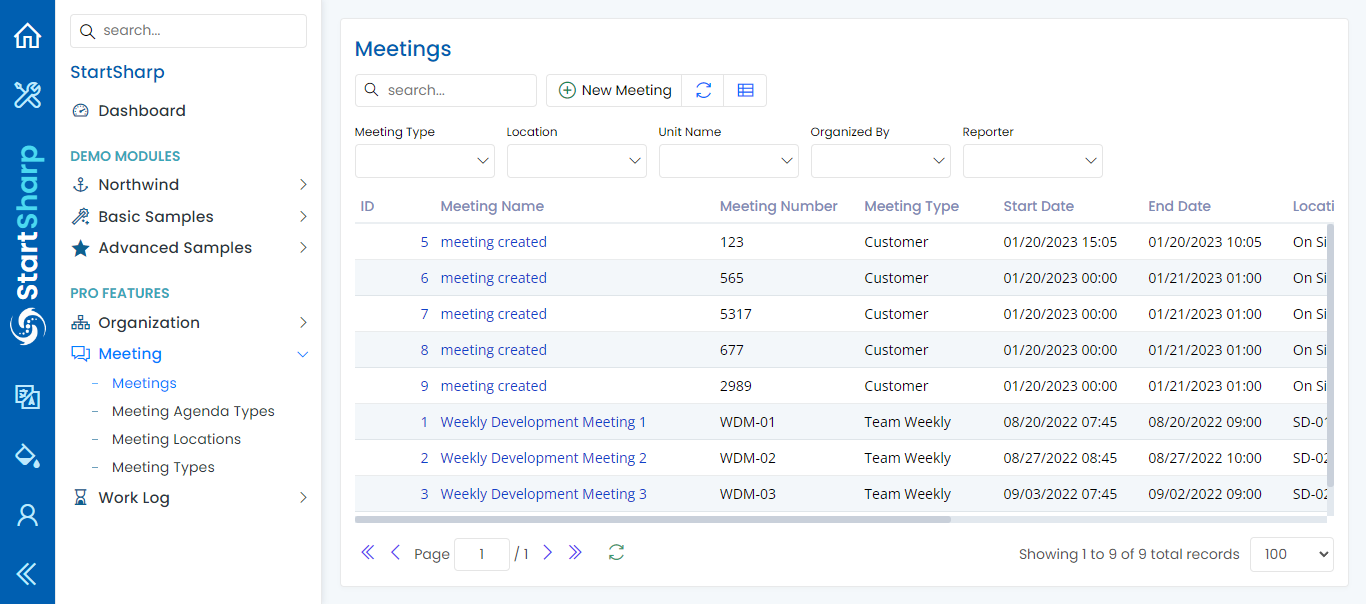 search...
StartSharp
StartSharp
Dashboard
DEMO MODULES
Northwind
Basic Samples
Advanced Samples
PRO FEATURES
Organization
Meeting
Meetings
Meeting Agenda Types
Meeting Locations
Meeting Types
Work Log
Meetings
search...
New Meeting
Meeting Type Location Unit Name Organized By Reporter
ID Meeting Name Meeting Number Meeting Type Start Date End Date Locati
5 meeting created 123 Customer 01/20/2023 15:05 01/20/2023 10:05 On Si
6 meeting created 565 Customer 01/20/2023 00:00 01/21/2023 01:00 On Si
7 meeting created 5317 Customer 01/20/2023 00:00 01/21/2023 01:00 On Si
8 meeting created 677 Customer 01/20/2023 00:00 01/21/2023 01:00 On Si
9 meeting created 2989 Customer 01/20/2023 00:00 01/21/2023 01:00 On Si
1 Weekly Development Meeting 1 WDM-01 Team Weekly 08/20/2022 07:45 08/20/2022 09:00 SD-01
2 Weekly Development Meeting 2 WDM-02 Team Weekly 08/27/2022 08:45 08/27/2022 10:00 SD-02
3 Weekly Development Meeting 3 WDM-03 Team Weekly 09/03/2022 07:45 09/02/2022 09:00 SD-02
Page 1 / 1 Showing 1 to 9 of 9 total records 100